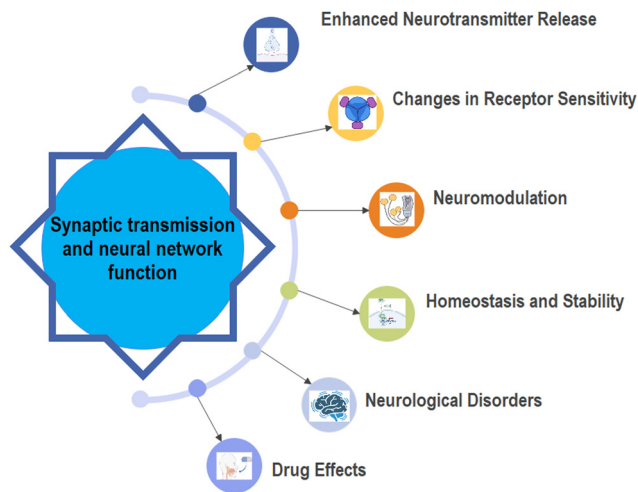 Enhanced Neurotransmitter Release
Changes in Receptor Sensitivity
Synaptic transmission
and neural network
function
Neuromodulation
Homeostasis and Stability
Neurological Disorders
Drug Effects